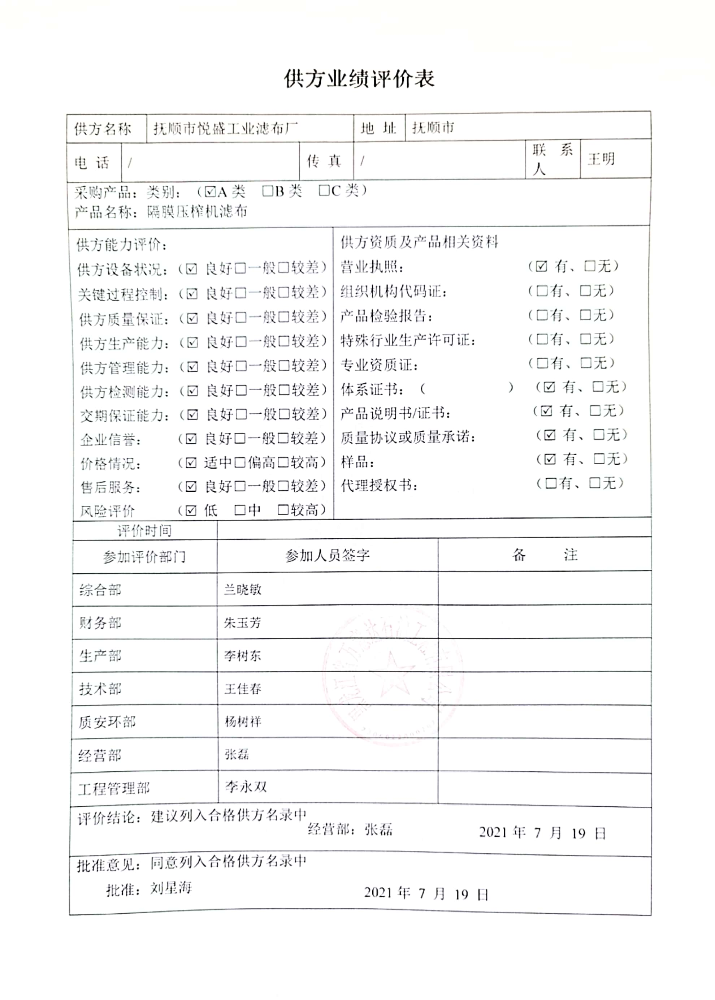 供方业绩评价表
供方名称 抚顺市悦盛工业滤布厂 地 址 抚顺市
电 话 / 传 真 / 联 系人 王明
采购产品：类别：（☑A 类 □B 类 □C 类）
产品名称：隔膜压榨机滤布
供方能力评价： 供方资质及产品相关资料
供方设备状况：（☑ 良好□一般□较差） 营业执照： （☑ 有、□无）
关键过程控制：（☑ 良好□一般□较差） 组织机构代码证： （□有、□无）
供方质量保证：（☑ 良好□一般□较差） 产品检验报告： （□有、□无）
供方生产能力：（☑ 良好□一般□较差） 特殊行业生产许可证： （□有、□无）
供方管理能力：（☑ 良好□一般□较差） 专业资质证： （□有、□无）
供方检测能力：（☑ 良好□一般□较差） 体系证书：（ ） （☑ 有、□无）
交期保证能力：（☑ 良好□一般□较差） 产品说明书/证书： （☑ 有、□无）
企业信誉： （☑ 良好□一般□较差） 质量协议或质量承诺： （☑ 有、□无）
价格情况： （☑ 适中□偏高□较高） 样品： （☑ 有、□无）
售后服务： （☑ 良好□一般□较差） 代理授权书： （□有、□无）
风险评价 （☑ 低 □中 □较高）
评价时间
参加评价部门 参加人员签字 备 注
综合部 兰晓敏
财务部 朱玉芳
生产部 李树东
技术部 王佳春
质安环部 杨树祥
经营部 张磊
工程管理部 李永双
评价结论：建议列入合格供方名录中
经营部：张磊 2021 年 7 月 19 日
批准意见：同意列入合格供方名录中
批准：刘星海 2021 年 7 月 19 日